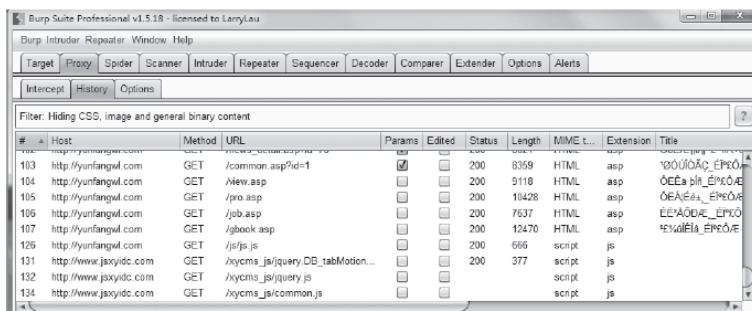 Burp Suite Professional v1.5.18 - licensed to LarryLau
Burp Intruder Repeater Window Help
Target Proxy Spider Scanner Intruder Repeater Sequencer Decoder Comparer Extender Options Alerts
Intercept History Options
Filter: Hiding CSS, image and general binary content ?
# Host Method URL Params Edited Status Length MIME t... Extension Title
103 http://yunfangwl.com GET /common.asp?id=1 200 8359 HTML asp
104 http://yunfangwl.com GET /view.asp 200 9118 HTML asp
105 http://yunfangwl.com GET /pro.asp 200 10428 HTML asp
106 http://yunfangwl.com GET /job.asp 200 7637 HTML asp
107 http://yunfangwl.com GET /gbook.asp 200 12470 HTML asp
126 http://yunfangwl.com GET /js/js.js 200 666 script js
131 http://www.jsxyidc.com GET /xycms_js/jquery.DB_tabMotion... 200 377 script js
132 http://www.jsxyidc.com GET /xycms_js/jquery.js script js
134 http://www.jsxyidc.com GET /xycms_js/common.js script js